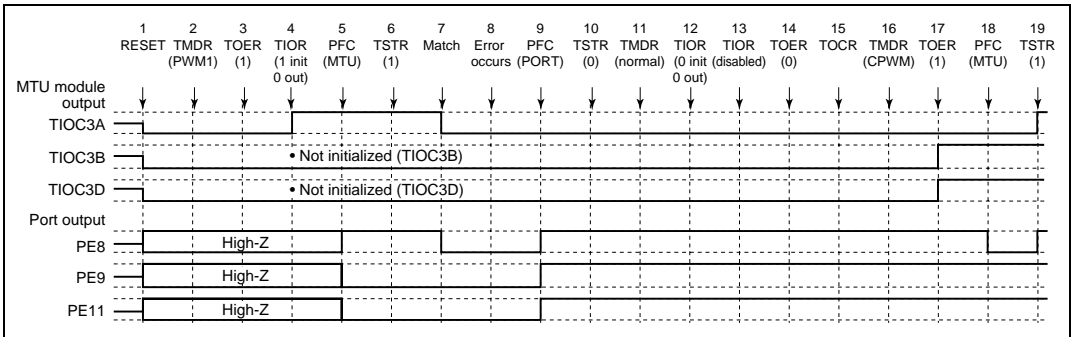 1 2 3 4 5 6 7 8 9 10 11 12 13 14 15 16 17 18 19
RESET TMDR TOER TIOR PFC TSTR Match Error PFC TSTR TMDR TIOR TIOR TOER TOCR TMDR TOER PFC TSTR
(PWM1) (1) (1 init (MTU) (1) occurs (PORT) (0) (normal) (0 init (disabled) (0) (CPWM) (1) (MTU) (1)
0 out) 0 out)
MTU module
output
TIOC3A
TIOC3B • Not initialized (TIOC3B)
TIOC3D • Not initialized (TIOC3D)
Port output
PE8 High-Z
PE9 High-Z
PE11 High-Z